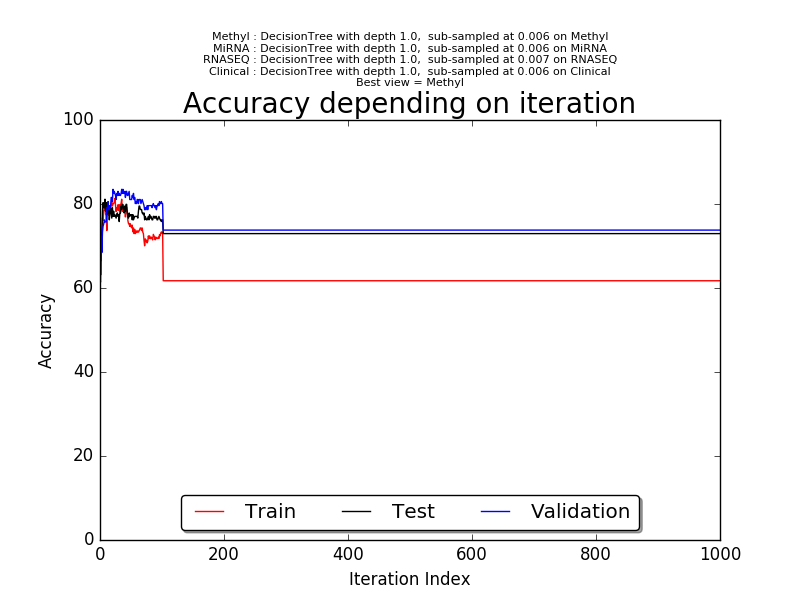 Methyl : DecisionTree with depth 1.0,  sub-sampled at 0.006 on Methyl
MiRNA : DecisionTree with depth 1.0,  sub-sampled at 0.006 on MiRNA
RNASEQ : DecisionTree with depth 1.0,  sub-sampled at 0.007 on RNASEQ
Clinical : DecisionTree with depth 1.0,  sub-sampled at 0.006 on Clinical
Best view = Methyl
Accuracy depending on iteration
100
80
60
40
20
0
Accuracy
Train Test Validation
0 200 400 600 800 1000
Iteration Index